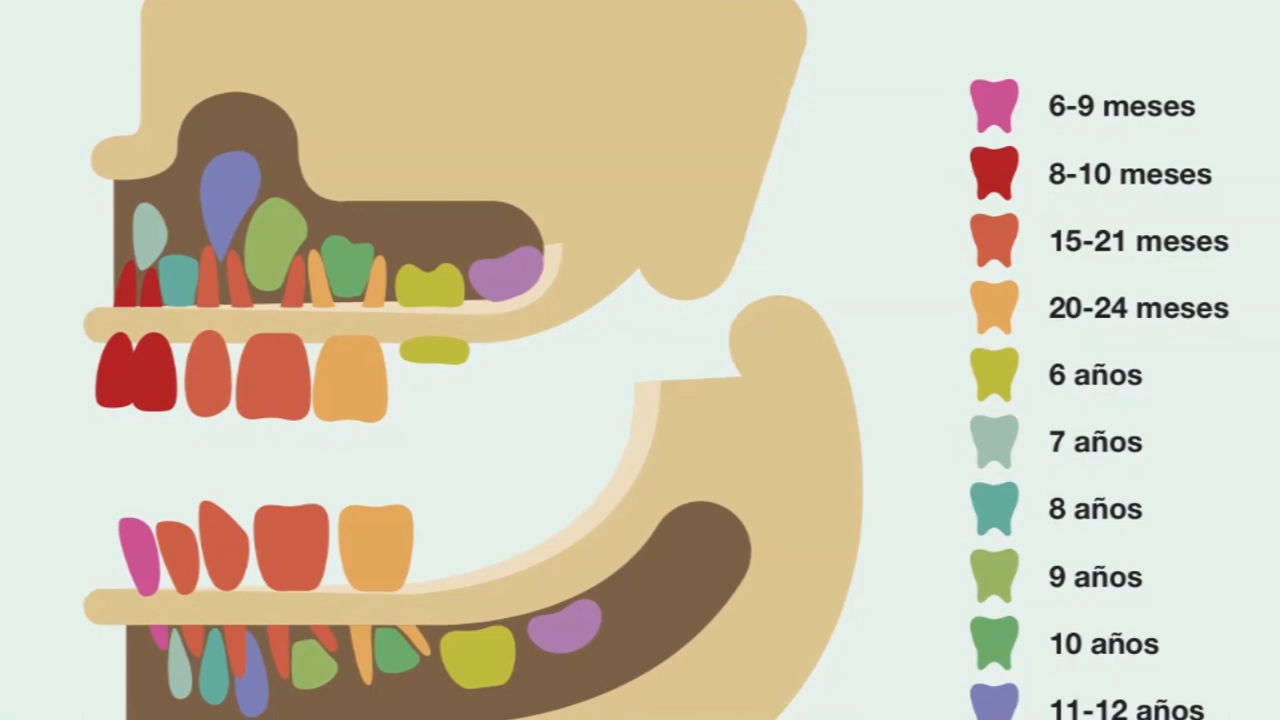 6-9 meses
8-10 meses
15-21 meses
20-24 meses
6 años
7 años
8 años
9 años
10 años
11-12 años